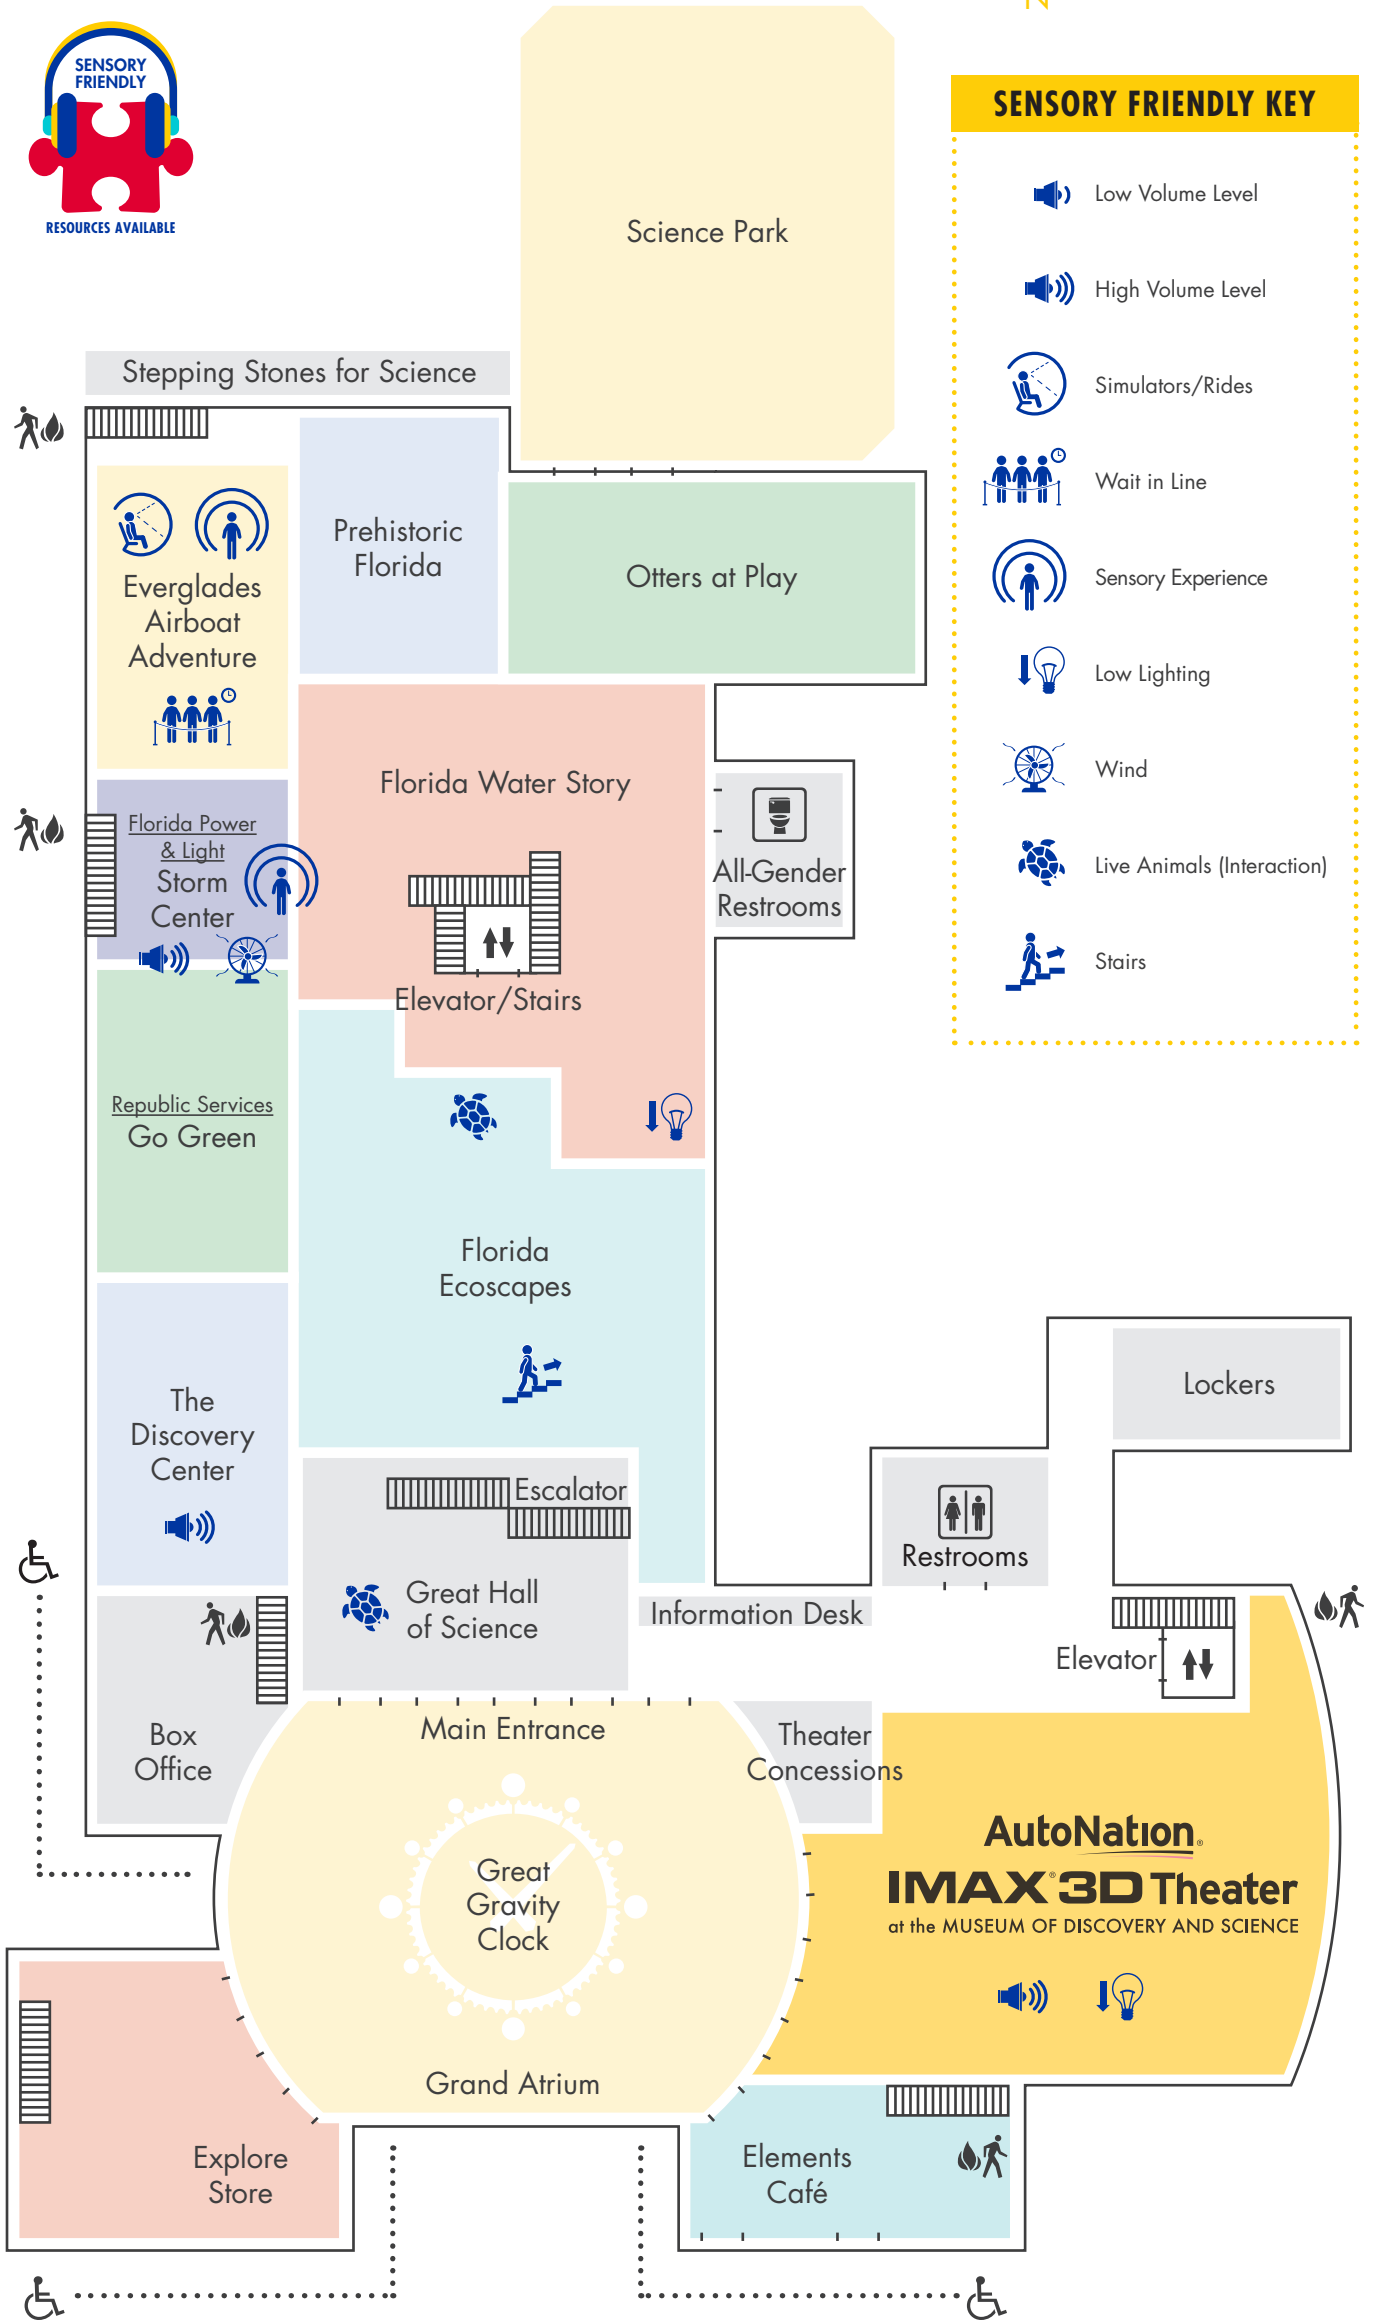 N
SENSORY
FRIENDLY
RESOURCES AVAILABLE
SENSORY FRIENDLY KEY
Low Volume Level
High Volume Level
Simulators/Rides
Wait in Line
Sensory Experience
Low Lighting
Wind
Live Animals (Interaction)
Stairs
Science Park
Stepping Stones for Science
Prehistoric
Florida
Otters at Play
Everglades
Airboat
Adventure
Florida Water Story
Florida Power
& Light
Storm
Center
All-Gender
Restrooms
Elevator/Stairs
Republic Services
Go Green
Florida
Ecoscapes
The
Discovery
Center
Lockers
Escalator
Restrooms
Great Hall
of Science
Information Desk
Elevator
Box
Office
Main Entrance
Theater
Concessions
Great
Gravity
Clock
AutoNation®
IMAX® 3D Theater
at the MUSEUM OF DISCOVERY AND SCIENCE
Grand Atrium
Explore
Store
Elements
Café